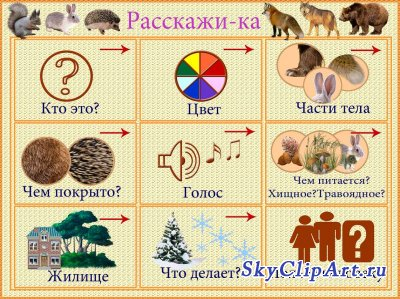 Расскажи-ка
Кто это?
Цвет
Части тела
Чем покрыто?
Голос
Чем питается?
Хищное?Травоядное?
Жилище
Что делает?
SkyClipArt.ru